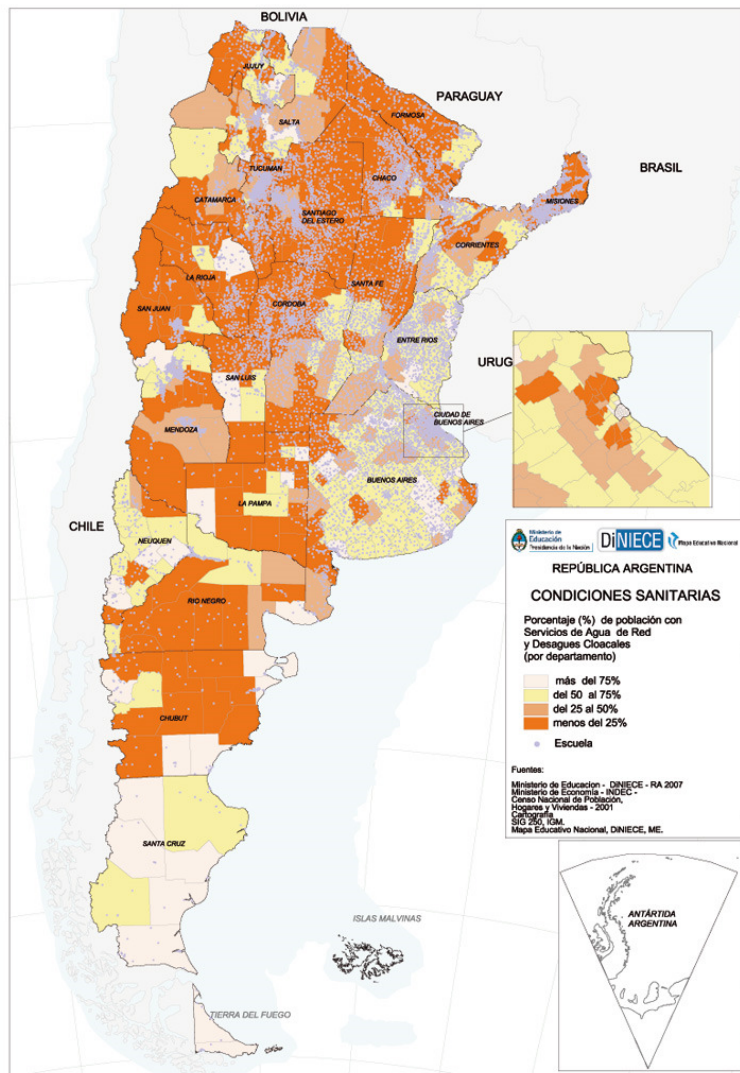 BOLIVIA
JUJUY
PARAGUAY
SALTA
FORMOSA
BRASIL
TUCUMAN
CHACO
CATAMARCA
MISIONES
SANTIAGO
DEL ESTERO
CORRIENTES
LA RIOJA
SANTA FE
SAN JUAN
CORDOBA
ENTRE RIOS
URUG
SAN LUIS
CIUDAD DE
BUENOS AIRES
MENDOZA
BUENOS AIRES
LA PAMPA
CHILE
NEUQUEN
RIO NEGRO
CHUBUT
SANTA CRUZ
ISLAS MALVINAS
TIERRA DEL FUEGO
Ministerio de
Educación
Presidencia de la Nación
DiNIECE
Mapa Educativo Nacional
REPÚBLICA ARGENTINA
CONDICIONES SANITARIAS
Porcentaje (%) de población con
Servicios de Agua de Red
y Desagues Cloacales
(por departamento)
más del 75%
del 50 al 75%
del 25 al 50%
menos del 25%
Escuela
Fuentes:
Ministerio de Educacion - DiNIECE - RA 2007
Ministerio de Economía - INDEC -
Censo Nacional de Población,
Hogares y Viviendas - 2001
Cartografía
SIG 250, IGM.
Mapa Educativo Nacional, DiNIECE, ME.
ANTÁRTIDA
ARGENTINA